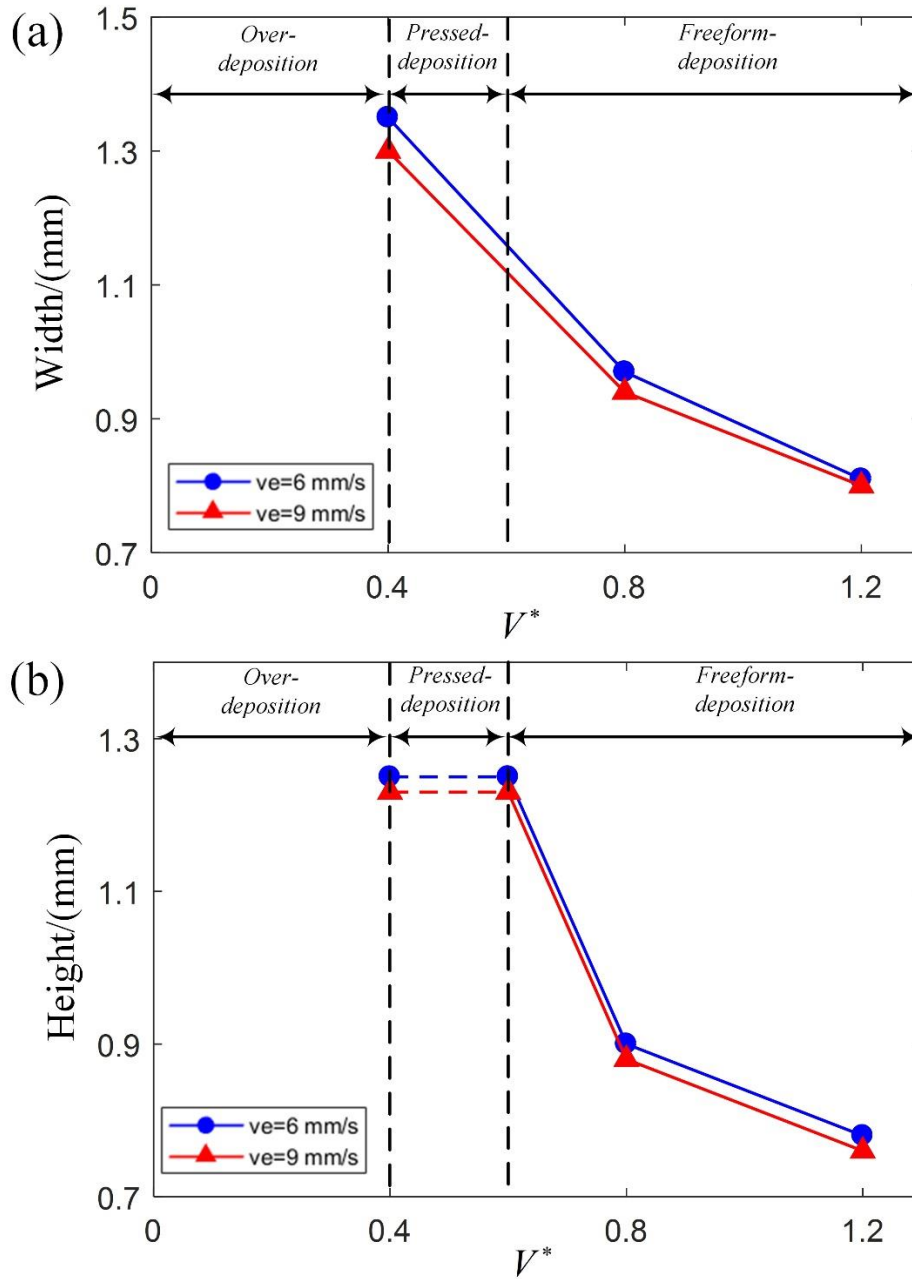 (a)
1.5
Over-
deposition
Pressed-
deposition
Freeform-
deposition
1.3
1.1
0.9
0.7
Width/(mm)
ve=6 mm/s
ve=9 mm/s
0
0.4
0.8
1.2
V*
(b)
Over-
deposition
Pressed-
deposition
Freeform-
deposition
1.3
1.1
0.9
0.7
Height/(mm)
ve=6 mm/s
ve=9 mm/s
0
0.4
0.8
1.2
V*